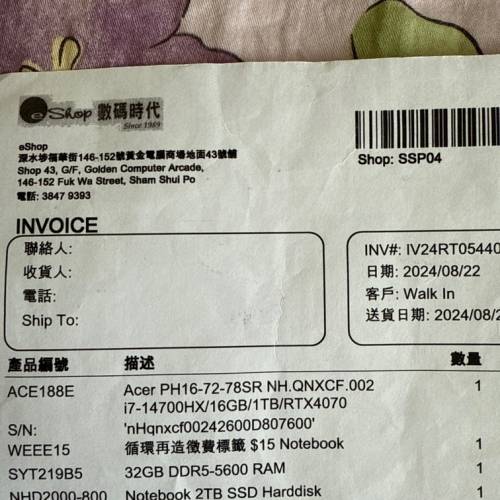 eShop 數碼時代
Since 1989
eShop
深水埗福華街146-152號黃金電腦商場地面43號舖
Shop 43, G/F, Golden Computer Arcade,
146-152 Fuk Wa Street, Sham Shui Po
電話: 3847 9393
Shop: SSP04
INVOICE
聯絡人:
收貨人:
電話:
Ship To:
INV#: IV24RT05440
日期: 2024/08/22
客戶: Walk In
送貨日期: 2024/08/2
產品編號 描述 數量
ACE188E Acer PH16-72-78SR NH.QNXCF.002 1
i7-14700HX/16GB/1TB/RTX4070
S/N: 'nHqnxcf00242600D807600'
WEEE15 循環再造徵費標籤 $15 Notebook 1
SYT219B5 32GB DDR5-5600 RAM 1
NHD2000-800 Notebook 2TB SSD Harddisk 1